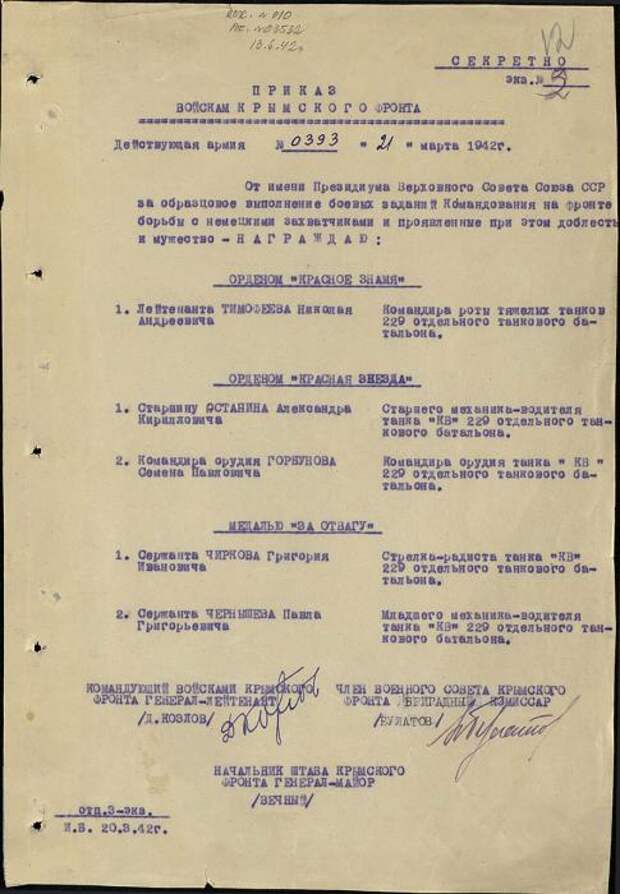 13.6.42г
СЕКРЕТНО
экз.№
ПРИКАЗ
ВОЙСКАМ КРЫМСКОГО ФРОНТА
Действующая армия № 0393 "21" марта 1942г.
От имени Президиума Верховного Совета Союза ССР
за образцовое выполнение боевых заданий Командования на фронте
борьбы с немецкими захватчиками и проявленные при этом доблесть
и мужество - НАГРАЖДАЮ:
ОРДЕНОМ "КРАСНОЕ ЗНАМЯ"
1. Лейтенанта ТИМОФЕЕВА Николая Командира роты тяжелых танков
Андреевича 229 отдельного танкового ба-
тальона.
ОРДЕНОМ "КРАСНАЯ ЗВЕЗДА"
1. Старшину ОСТАНИНА Александра Старшего механика-водителя
Кирилловича танка "КВ" 229 отдельного тан-
кового батальона.
2. Командира орудия ГОРБУНОВА Командира орудия танка " КВ "
Семена Павловича 229 отдельного танкового ба-
тальона.
МЕДАЛЬЮ "ЗА ОТВАГУ"
1. Сержанта ЧИРКОВА Григория Стрелка-радиста танка "КВ"
Ивановича 229 отдельного танкового ба-
тальона.
2. Сержанта ЧЕРНЫШЕВА Павла Младшего механика-водителя
Григорьевича танка "КВ" 229 отдельного тан-
кового батальона.
КОМАНДУЮЩИЙ ВОЙСКАМИ КРЫМСКОГО ЧЛЕН ВОЕННОГО СОВЕТА КРЫМСКОГО
ФРОНТА ГЕНЕРАЛ-ЛЕЙТЕНАНТ ФРОНТА БРИГАДНЫЙ КОМИССАР
/Д.КОЗЛОВ/ /БУЛАТОВ/
НАЧАЛЬНИК ШТАБА КРЫМСКОГО
ФРОНТА ГЕНЕРАЛ-МАЙОР
/ВЕЧНЫЙ/
отп.3-экз.
И.Б. 20.3.42г.